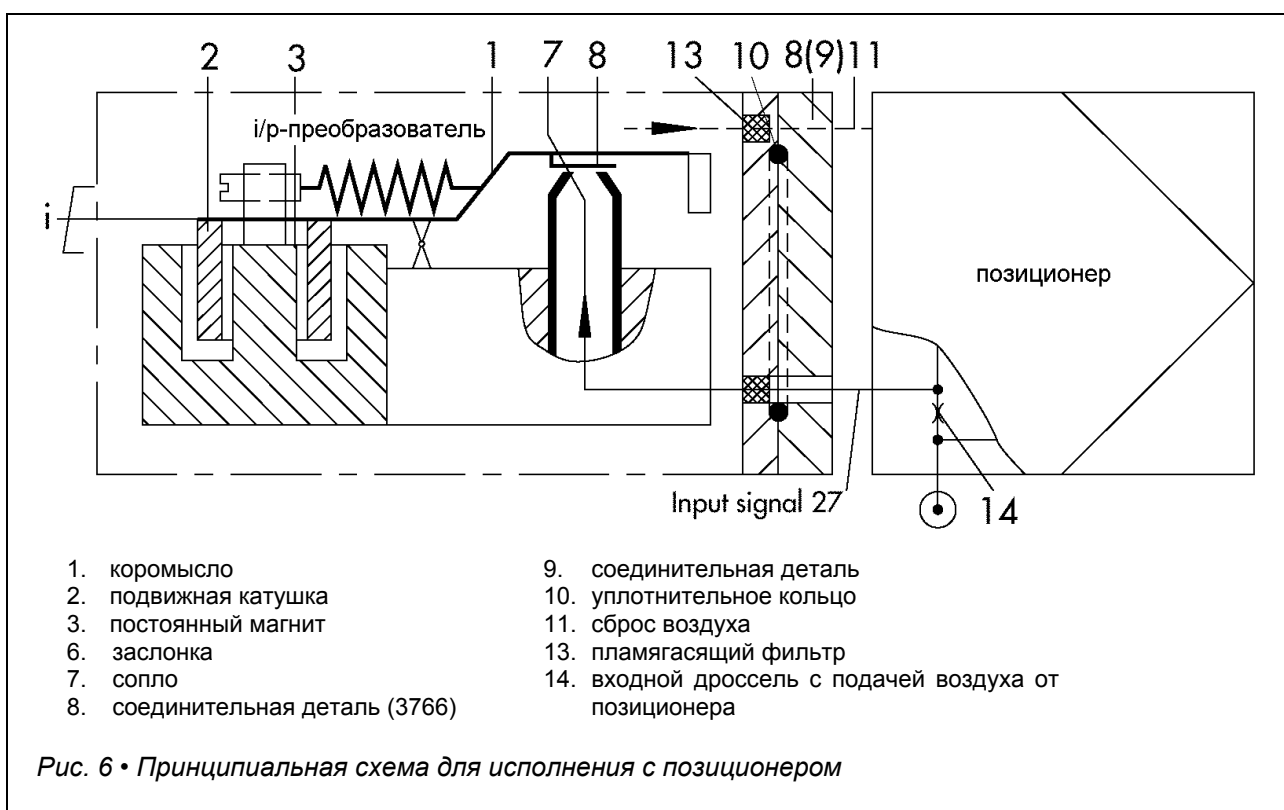 2 3 1 7 8 13 10 8(9) 11
i/p-преобразователь
i
позиционер
Input signal 27
14
1. коромысло
2. подвижная катушка
3. постоянный магнит
6. заслонка
7. сопло
8. соединительная деталь (3766)
9. соединительная деталь
10. уплотнительное кольцо
11. сброс воздуха
13. пламягасящий фильтр
14. входной дроссель с подачей воздуха от
позиционера
Рис. 6 • Принципиальная схема для исполнения с позиционером